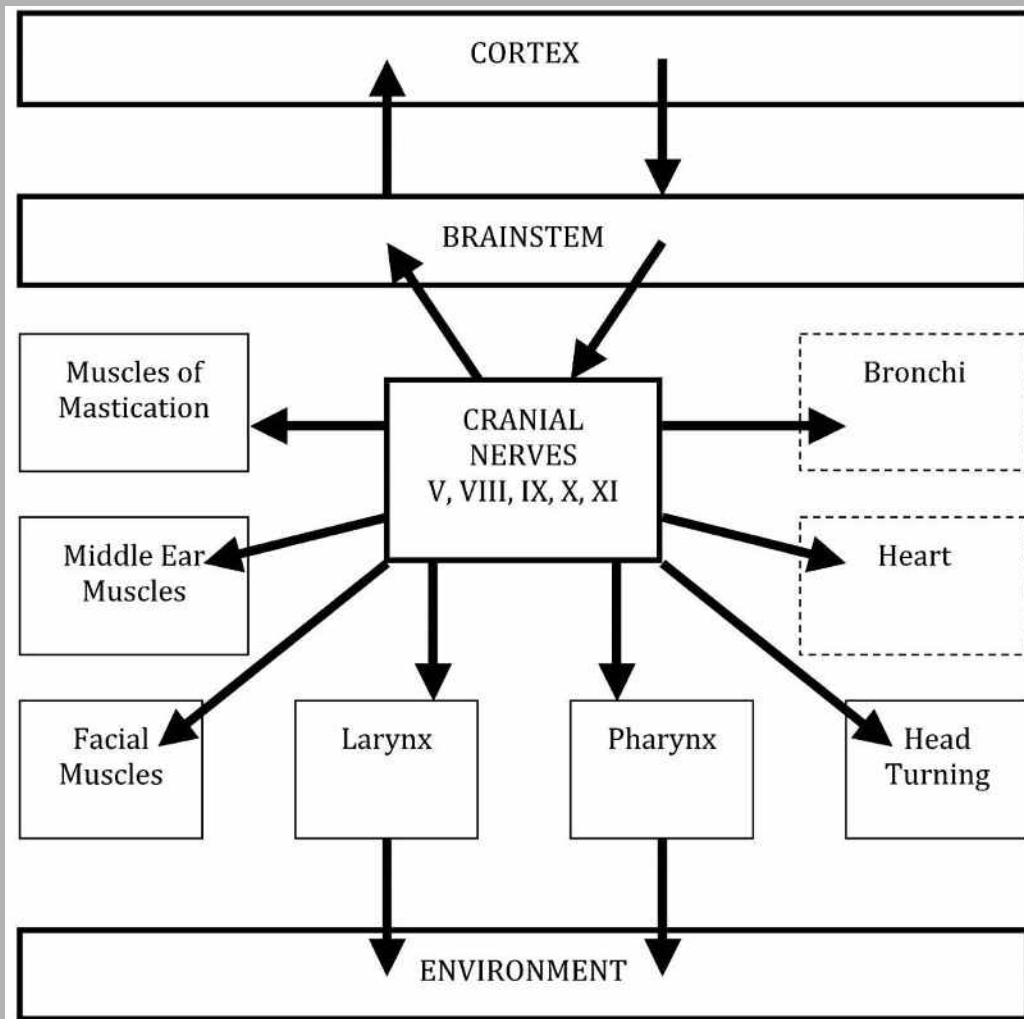 CORTEX
BRAINSTEM
Muscles of
Mastication
CRANIAL
NERVES
V, VIII, IX, X, XI
Bronchi
Middle Ear
Muscles
Heart
Facial
Muscles
Larynx
Pharynx
Head
Turning
ENVIRONMENT